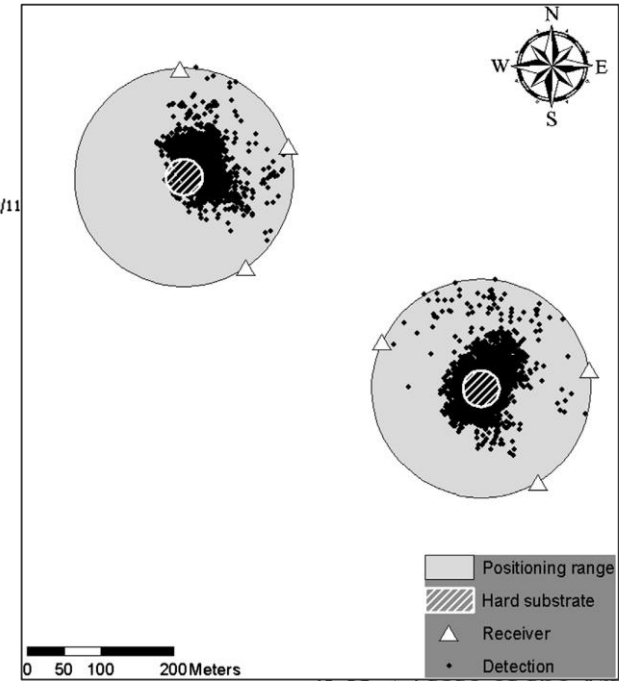 N
W E
S
/11
Positioning range
Hard substrate
Receiver
Detection
0 50 100 200 Meters